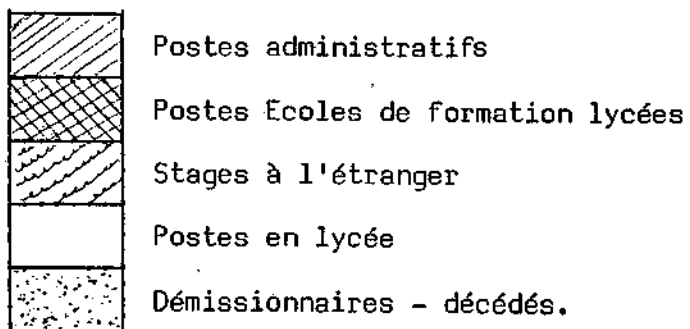 Postes administratifs
Postes Ecoles de formation lycées
Stages à l'étranger
Postes en lycée
Démissionnaires - décédés.